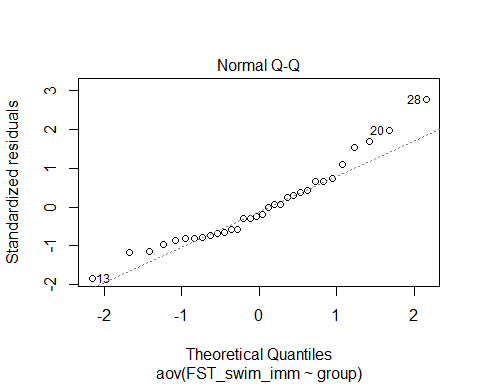 Normal Q-Q
Standardized residuals
3
2
1
0
-1
-2
28
20
13
-2 -1 0 1 2
Theoretical Quantiles
aov(FST_swim_imm ~ group)